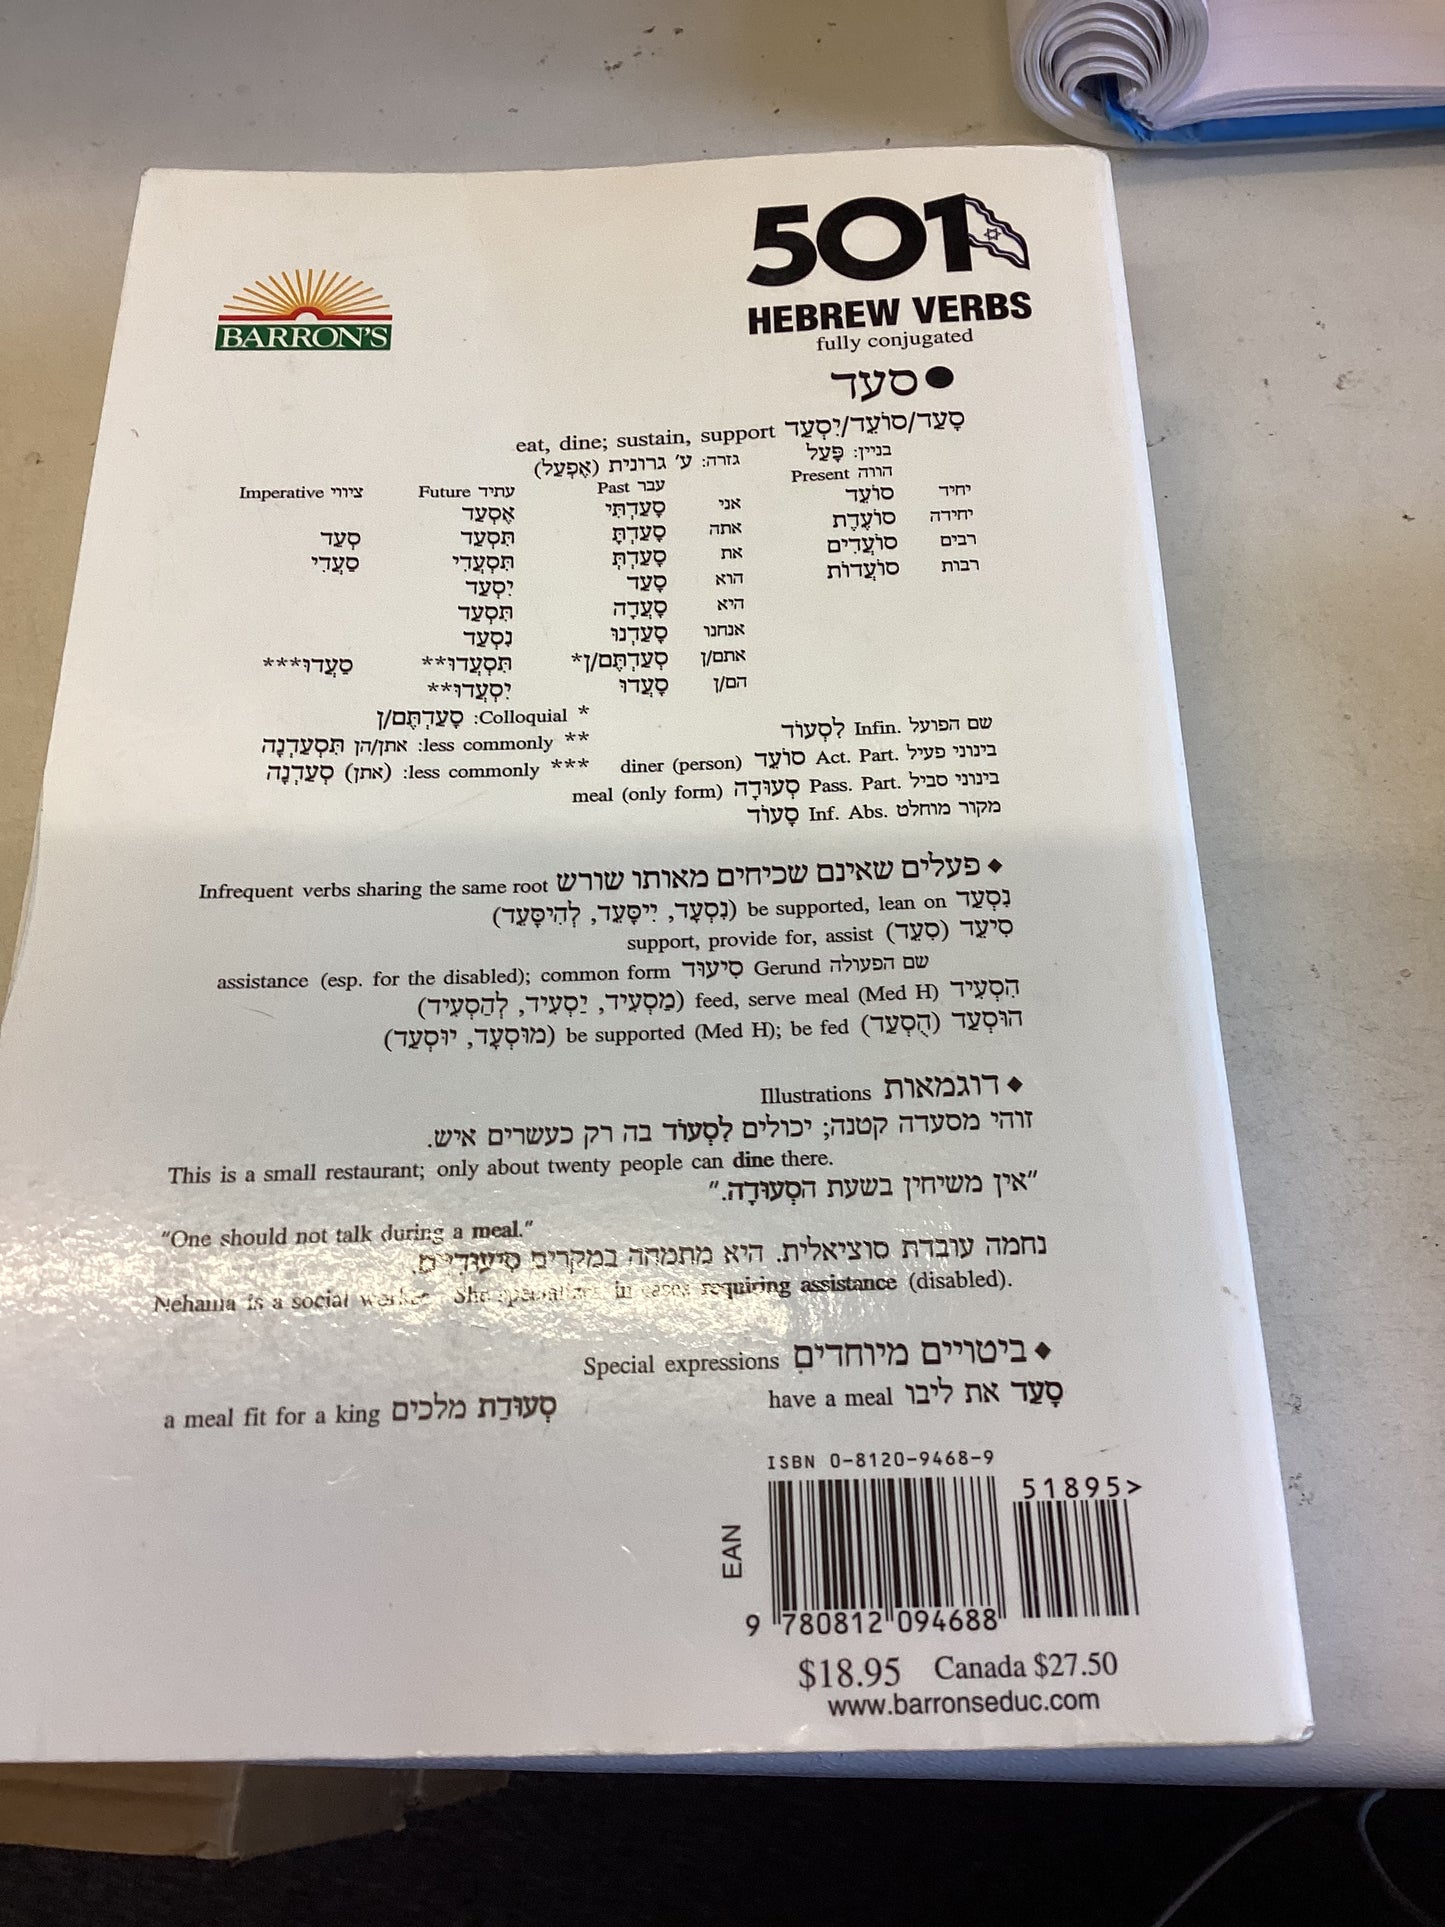 BARRON'S
501
HEBREW VERBS
fully conjugated
● סעד
סָעַד/סוֹעֵד/יִסְעַד eat, dine; sustain, support
בניין: פָּעַל גזרה: ע' גרונית (אֶפְעַל)
הווה Present עבר Past עתיד Future ציווי Imperative
יחיד סוֹעֵד אני סָעַדְתִּי אֶסְעַד
יחידה סוֹעֶדֶת אתה סָעַדְתָּ תִּסְעַד סְעַד
רבים סוֹעֲדִים את סָעַדְתְּ תִּסְעֲדִי סַעֲדִי
רבות סוֹעֲדוֹת הוא סָעַד יִסְעַד
היא סָעֲדָה תִּסְעַד
אנחנו סָעַדְנוּ נִסְעַד
אתם/ן סְעַדְתֶּם/ן* תִּסְעֲדוּ** סַעֲדוּ***
הם/ן סָעֲדוּ יִסְעֲדוּ**
* Colloquial: סָעַדְתֶּם/ן
** less commonly: אתן/הן תִּסְעַדְנָה
*** less commonly: (אתן) סְעַדְנָה
שם הפועל Infin. לִסְעוֹד
בינוני פעיל Act. Part. סוֹעֵד diner (person)
בינוני סביל Pass. Part. סְעוּדָה meal (only form)
מקור מוחלט Inf. Abs. סָעוֹד
◆ פעלים שאינם שכיחים מאותו שורש Infrequent verbs sharing the same root
נִסְעַד be supported, lean on (נִסְעָד, יִיסָּעֵד, לְהִיסָּעֵד)
סִיעֵד (סִעֵד) support, provide for, assist
שם הפעולה Gerund סִיעוּד assistance (esp. for the disabled); common form
הִסְעִיד feed, serve meal (Med H) (מַסְעִיד, יַסְעִיד, לְהַסְעִיד)
הוּסְעַד (הֻסְעַד) be supported (Med H); be fed (מוּסְעָד, יוּסְעַד)
◆ דוגמאות Illustrations
זוהי מסעדה קטנה; יכולים לִסְעוֹד בה רק כעשרים איש.
This is a small restaurant; only about twenty people can dine there.
"אין משיחין בשעת הסְעוּדָה."
"One should not talk during a meal."
נחמה עובדת סוציאלית. היא מתמחה במקרים סִיעוּדִיים.
Nehama is a social worker. She specializes in cases requiring assistance (disabled).
◆ ביטויים מיוחדים Special expressions
סָעַד את ליבו have a meal סְעוּדַת מלכים a meal fit for a king
ISBN 0-8120-9468-9
51895>
EAN
9 780812 094688
$18.95 Canada $27.50
www.barronseduc.com